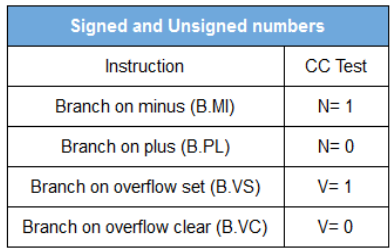 Signed and Unsigned numbers
Instruction CC Test
Branch on minus (B.MI) N= 1
Branch on plus (B.PL) N= 0
Branch on overflow set (B.VS) V= 1
Branch on overflow clear (B.VC) V= 0